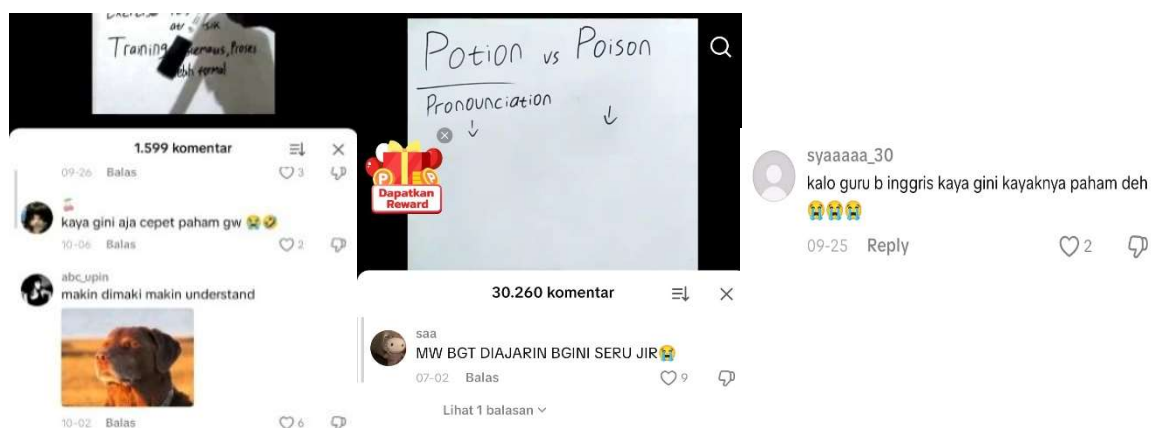 Training
Proses
lebih formal
1.599 komentar
09-26 Balas
3
kaya gini aja cepet paham gw 😭🤣
10-06 Balas
2
abc_upin
makin dimaki makin understand
10-02 Balas
6
Potion vs Poison
Pronounciation
Dapatkan
Reward
30.260 komentar
saa
MW BGT DIAJARIN BGINI SERU JIR😭
07-02 Balas
9
Lihat 1 balasan
syaaaaa_30
kalo guru b inggris kaya gini kayaknya paham deh
😭😭😭
09-25 Reply
2